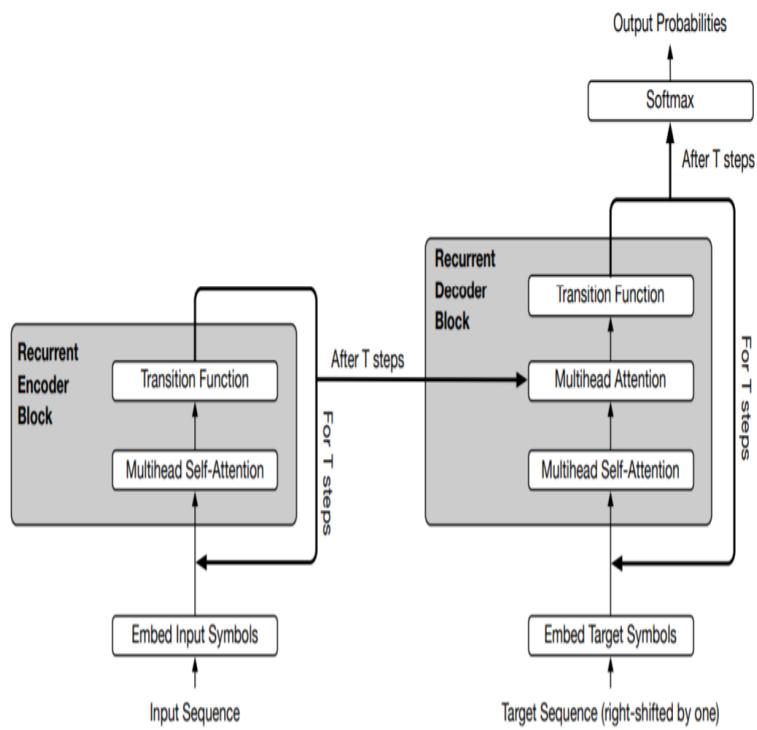 Output Probabilities
Softmax
After T steps
Recurrent
Decoder
Block
Transition Function
Multihead Attention
Multihead Self-Attention
For T steps
Embed Target Symbols
Target Sequence (right-shifted by one)
After T steps
Recurrent
Encoder
Block
Transition Function
Multihead Self-Attention
For T steps
Embed Input Symbols
Input Sequence